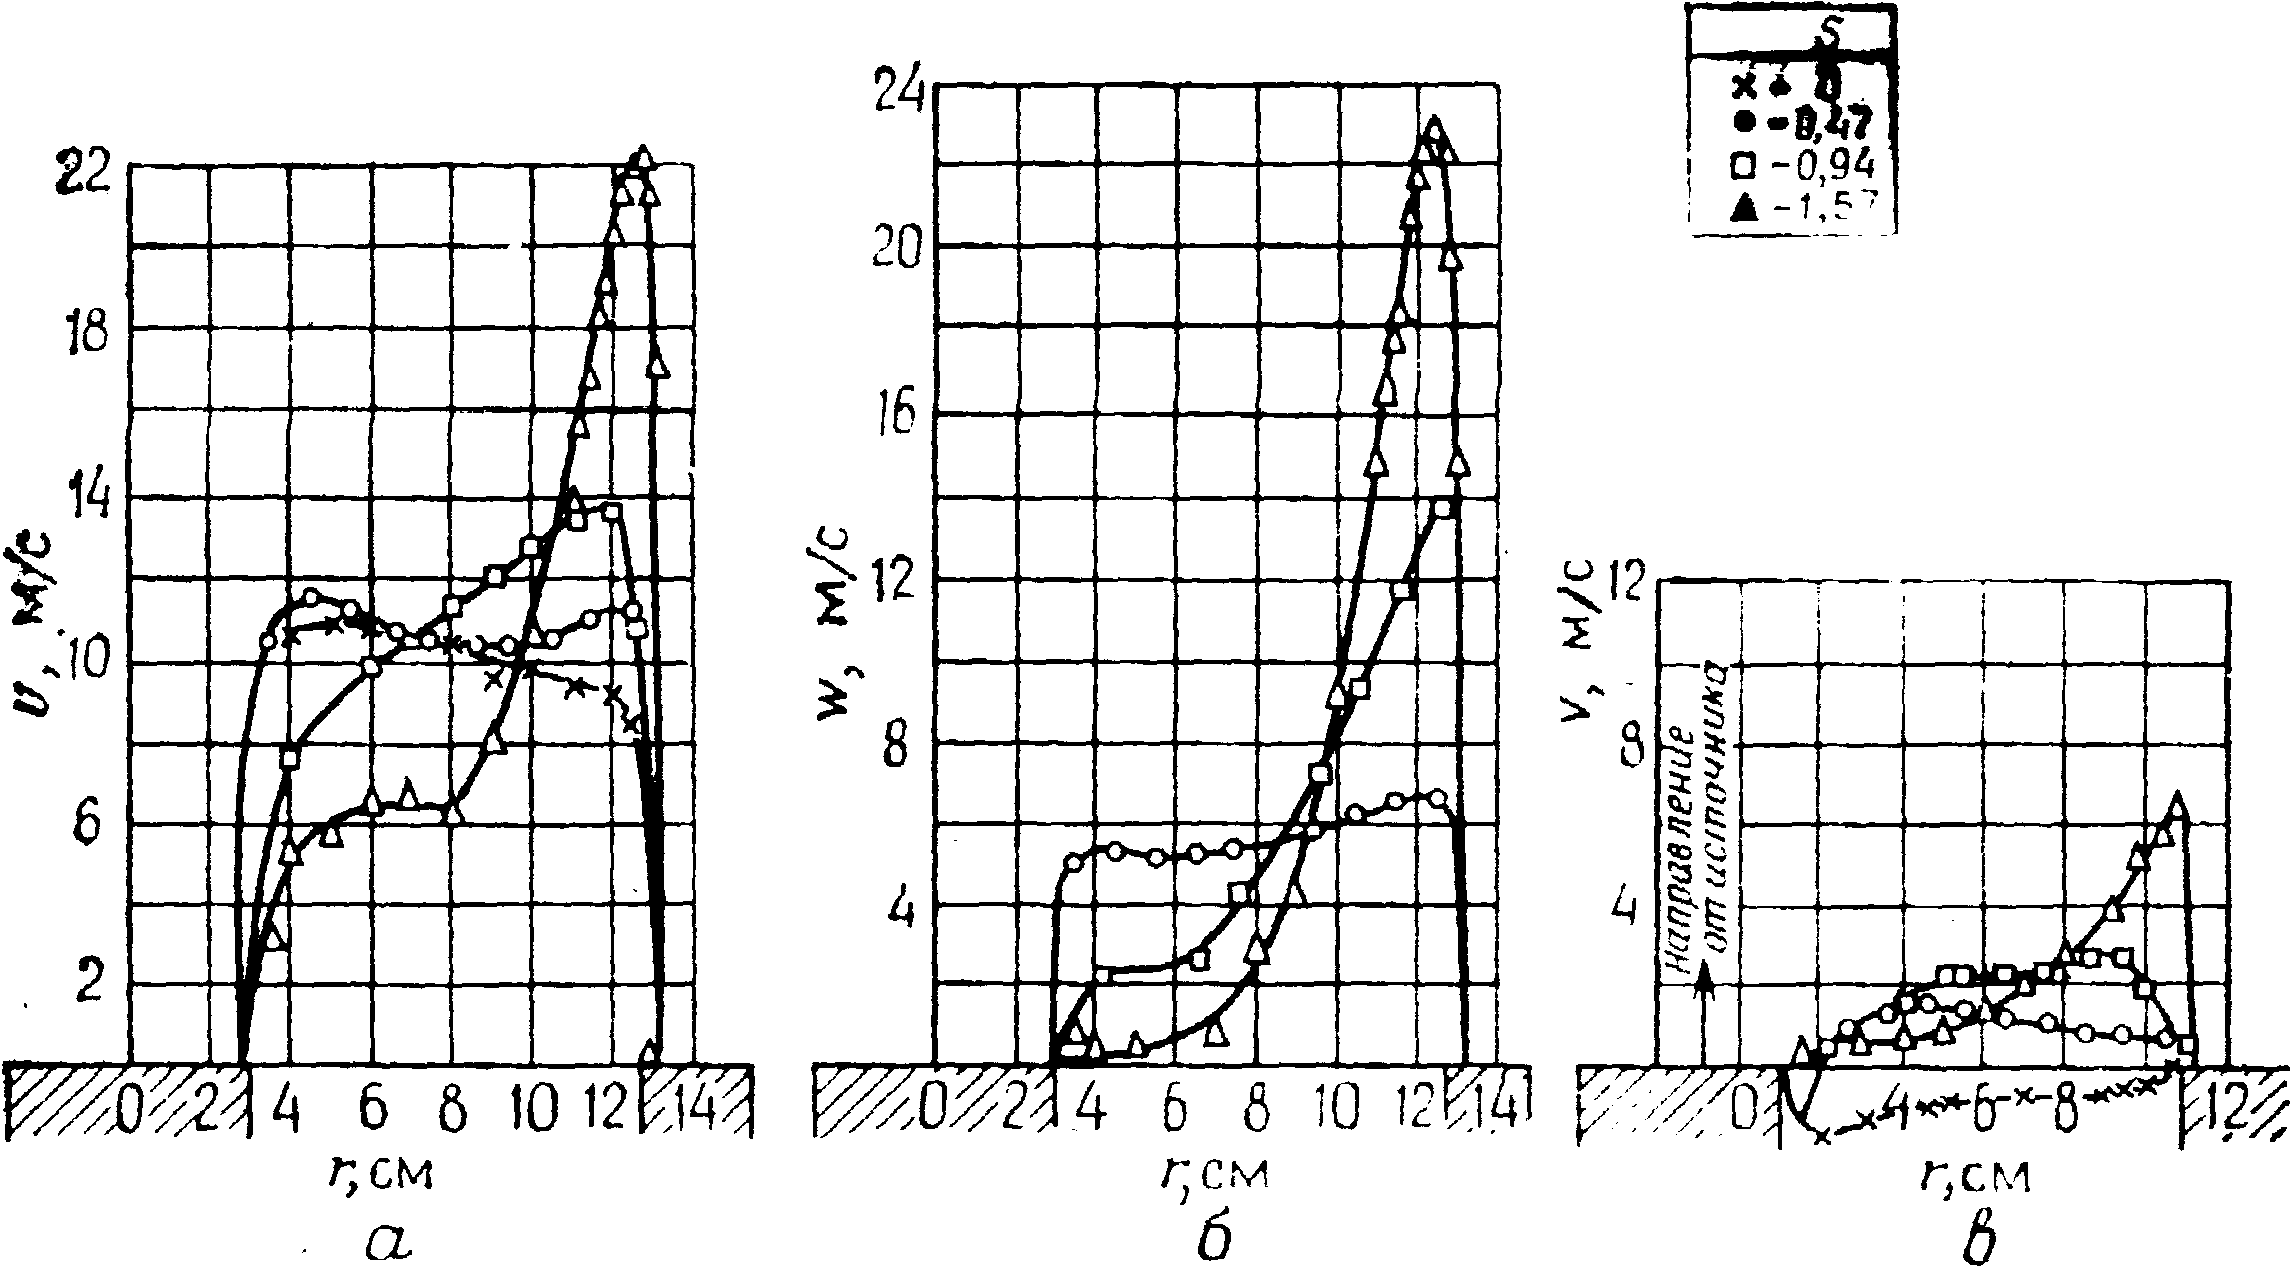 S
× - 0
● - 0,47
□ - 0,94
▲ - 1,57
22
18
14
10
6
2
υ, м/с
0 2 4 6 8 10 12 14
r, см
а
24
20
16
12
8
4
w, м/с
0 2 4 6 8 10 12 14
r, см
б
12
8
4
v, м/с
Направление
от источника
0 4 6 8 12
r, см
в